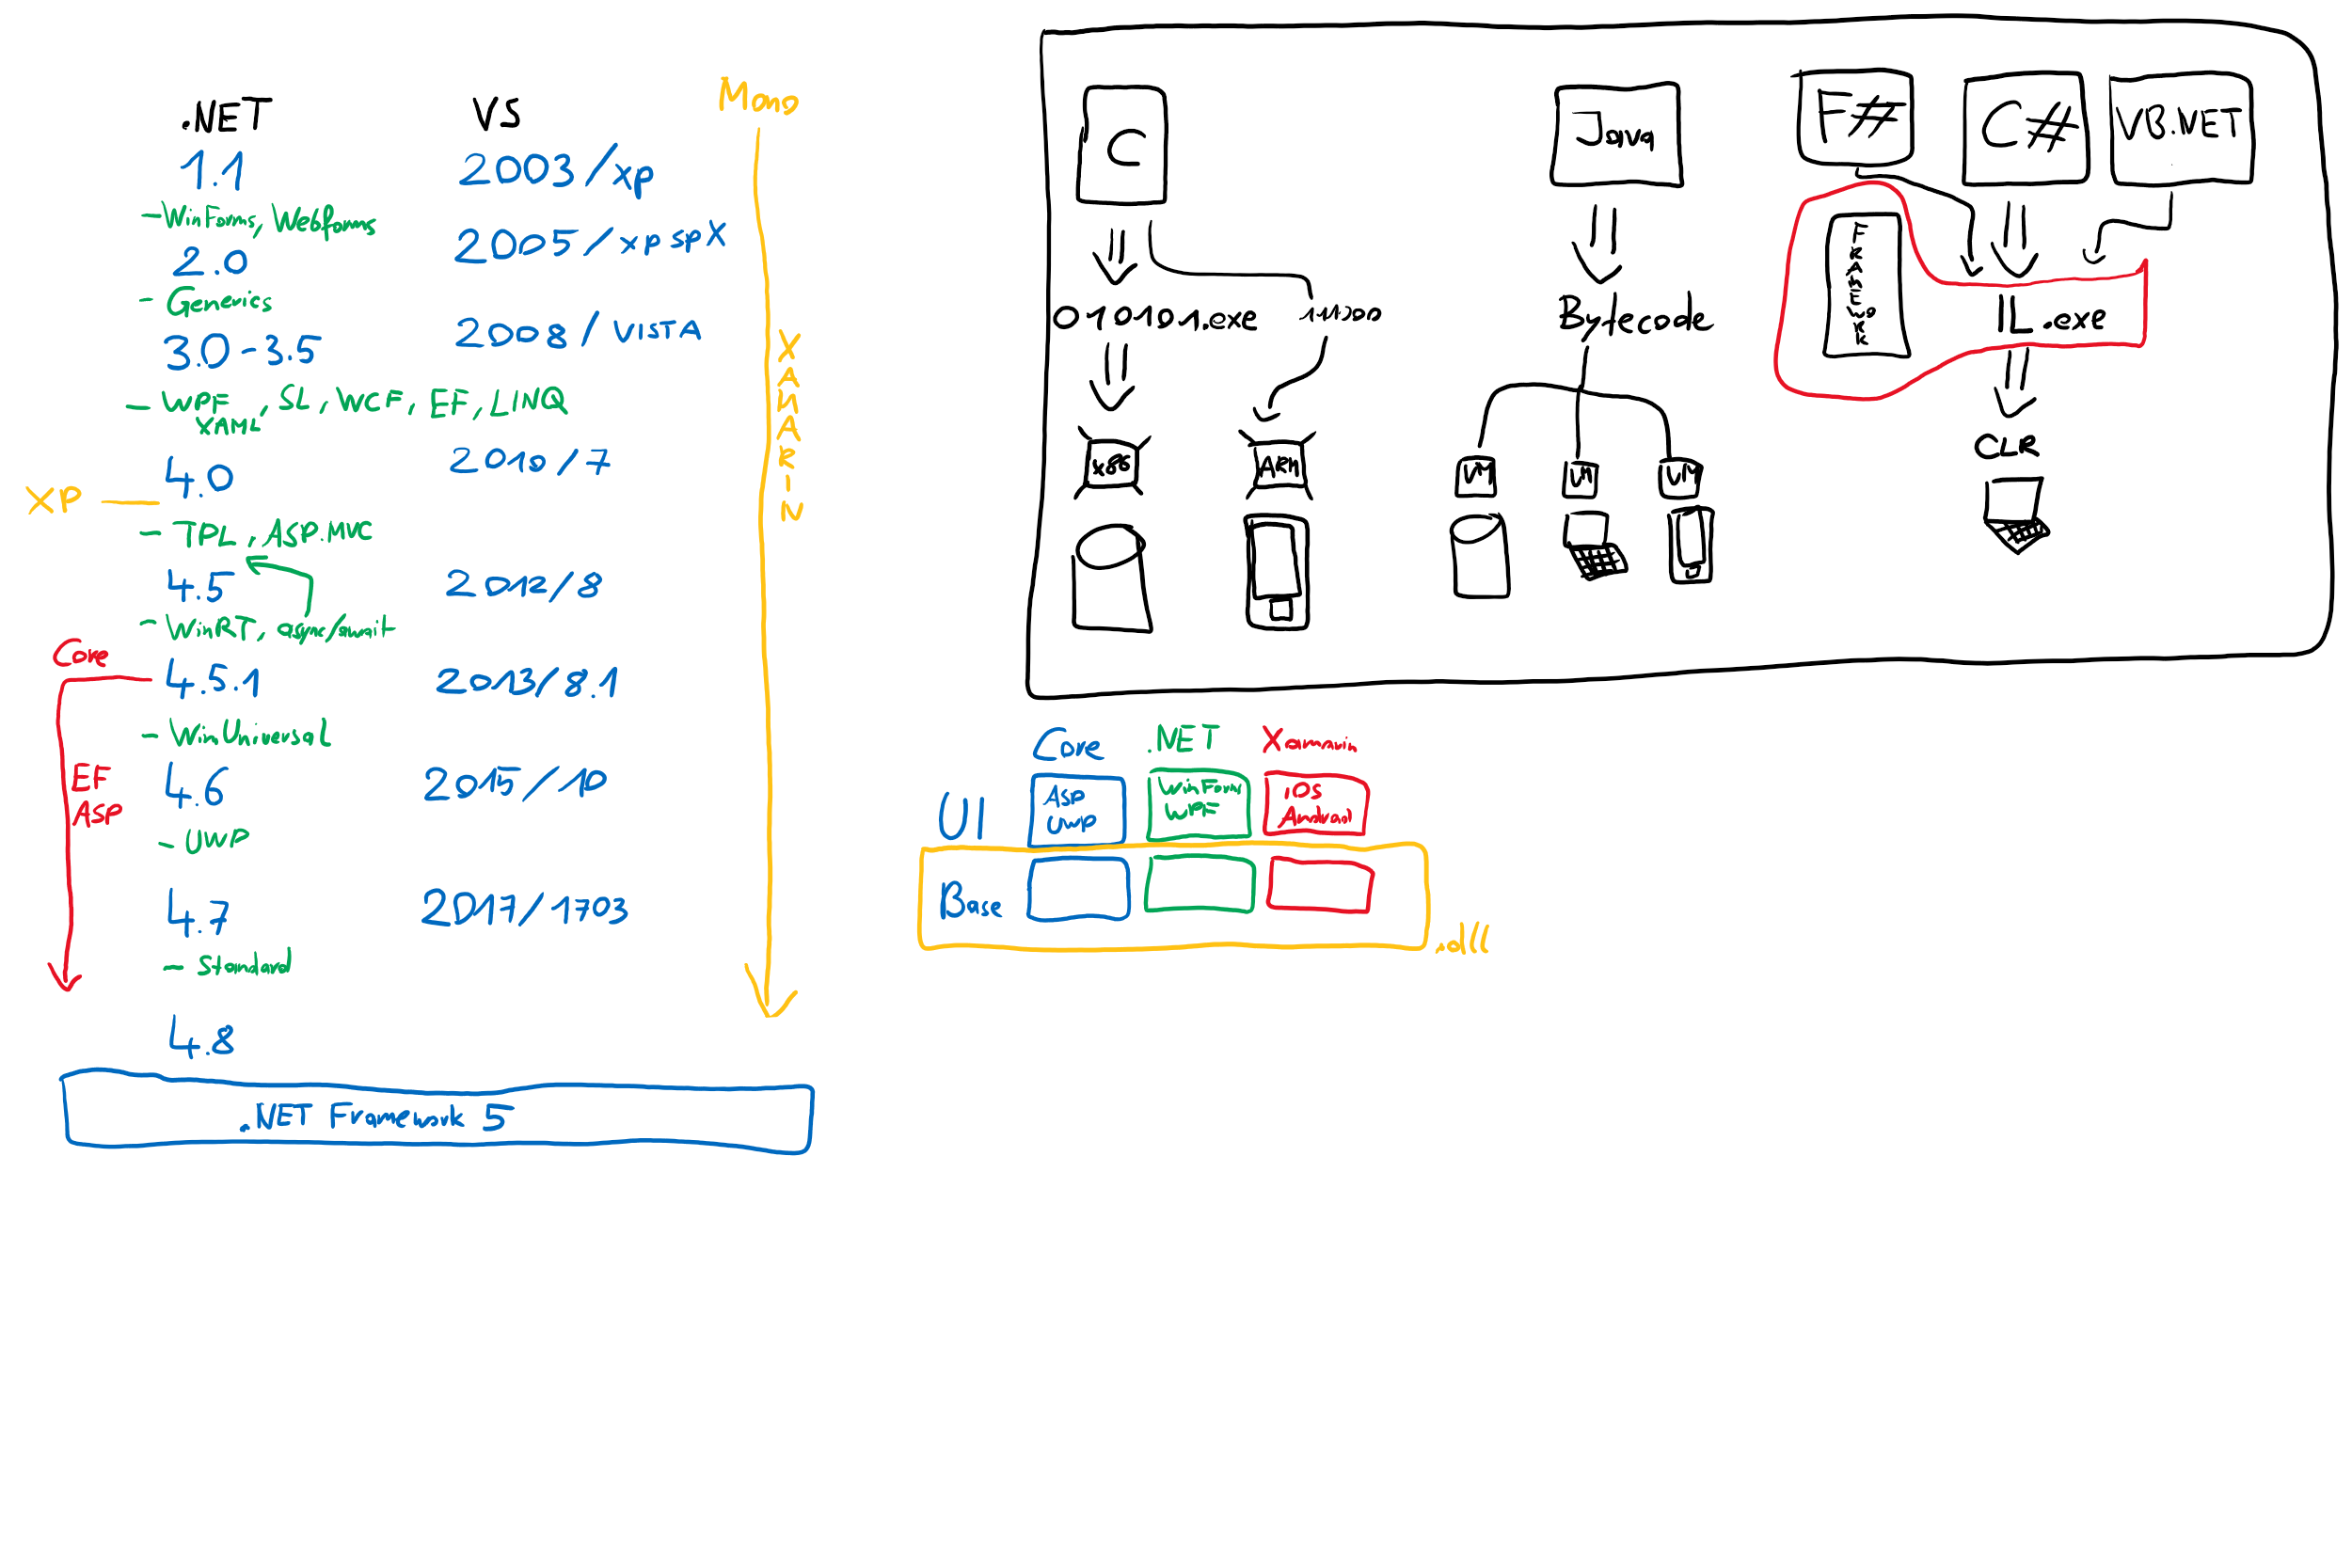 .NET
VS
Mono
1.1
2003/xp
- WinForms, Webforms
2.0
2005/xp spX
- Generics
3.0-3.5
2008/VISTA
- WPF, SL, WCF, EF, LINQ
XAML
4.0
2010/7
XP
- TPL, ASP.MVC
4.5
2012/8
- WinRT, async/await
Core
4.5.1
2013/8.1
- WinUniversal
EF
ASP
4.6
2015/10
- UWP
4.7
2017/1703
- Standard
4.8
.NET Framework 5
XAMARIN
C
Java
F#
C#
VB.NET
010101.exe
Bytecode
IL.exe
x86
ARM
VM
VM
VM
CLR
Core
.NET
Xamarin
UI
ASP
UWP
WinForms
WPF
iOS
Android
Base
.dll